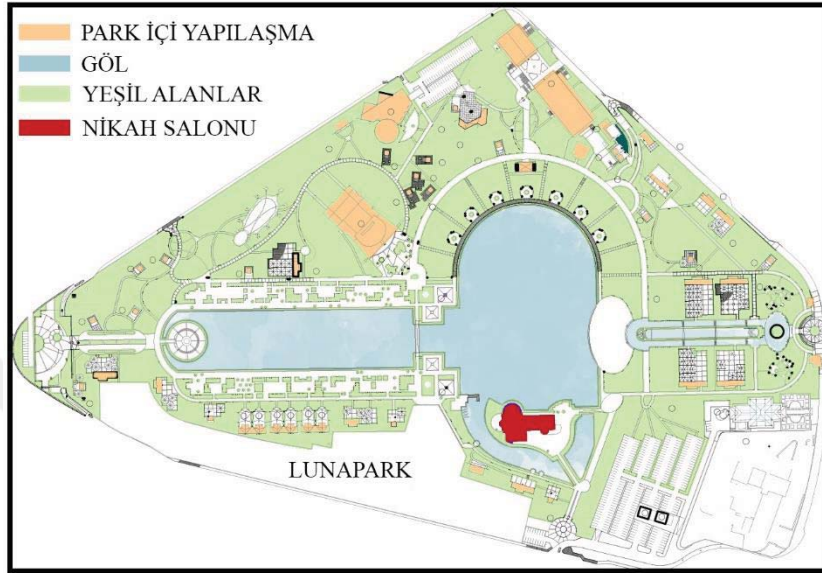 PARK İÇİ YAPILAŞMA
GÖL
YEŞİL ALANLAR
NİKAH SALONU
LUNAPARK